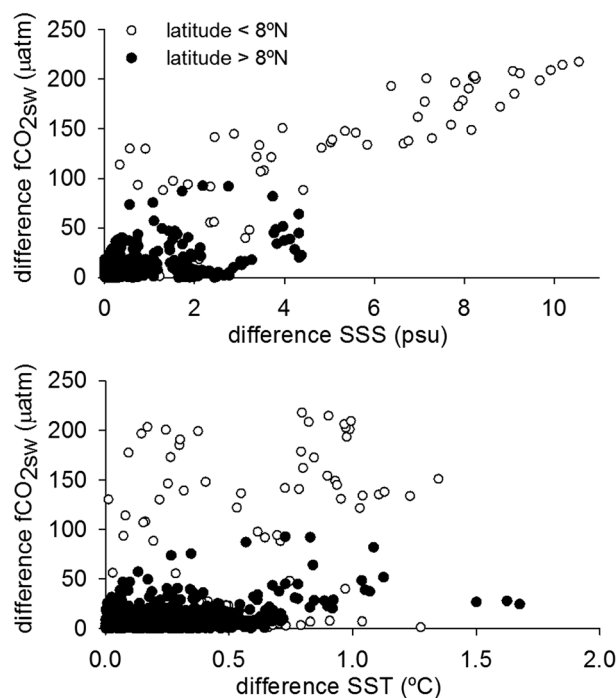 latitude < 8ºN
latitude > 8ºN
difference fCO2sw (µatm)
250
200
150
100
50
0
0 2 4 6 8 10
difference SSS (psu)
difference fCO2sw (µatm)
250
200
150
100
50
0
0.0 0.5 1.0 1.5 2.0
difference SST (ºC)